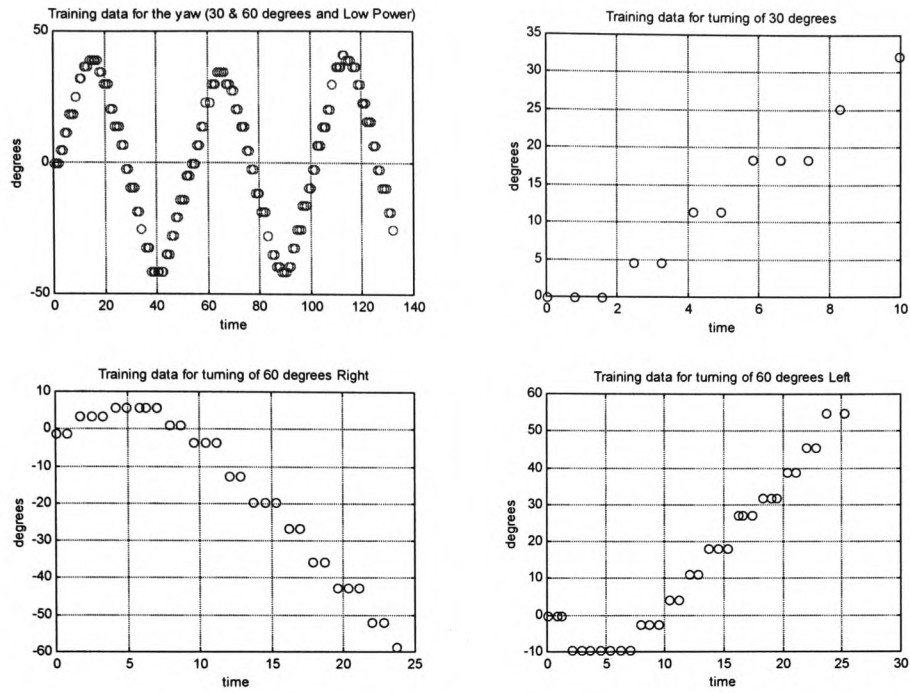 Training data for the yaw (30 & 60 degrees and Low Power)
50
0
-50
degrees
0 20 40 60 80 100 120 140
time
Training data for turning of 30 degrees
35
30
25
20
15
10
5
0
degrees
0 2 4 6 8 10
time
Training data for turning of 60 degrees Right
10
0
-10
-20
-30
-40
-50
-60
degrees
0 5 10 15 20 25
time
Training data for turning of 60 degrees Left
60
50
40
30
20
10
0
-10
degrees
0 5 10 15 20 25 30
time